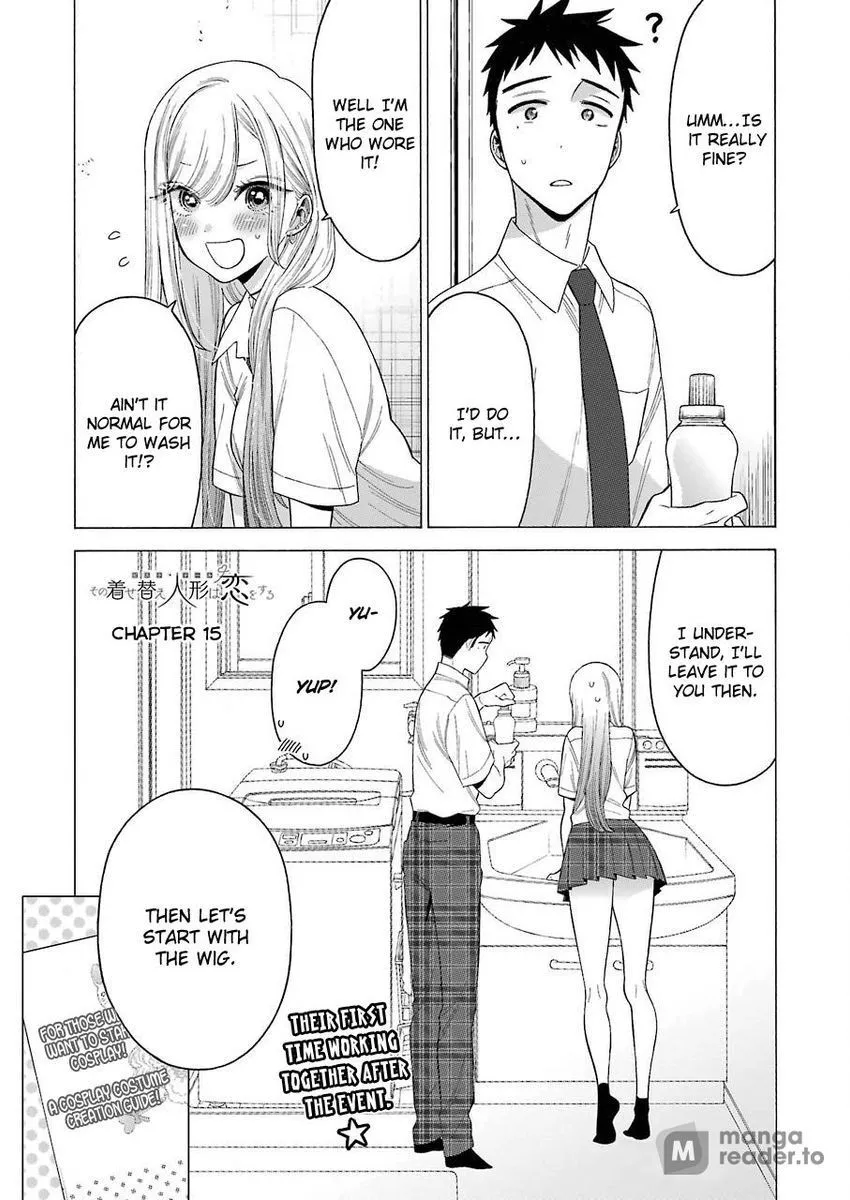 ?
UMM...IS
IT REALLY
FINE?
I'D DO
IT, BUT...
WELL I'M
THE ONE
WHO WORE
IT!
AIN'T IT
NORMAL FOR
ME TO WASH
IT!?
その着せ替え人形は恋をする
CHAPTER 15
I UNDER-
STAND, I'LL
LEAVE IT TO
YOU THEN.
YU-
YUP!
THEN LET'S
START WITH
THE WIG.
THEIR FIRST
TIME WORKING
TOGETHER AFTER
THE EVENT.
FOR THOSE W
WANT TO STA
COSPLAY!
A COSPLAY COSTUME
CREATION GUIDE!
M manga
reader.to